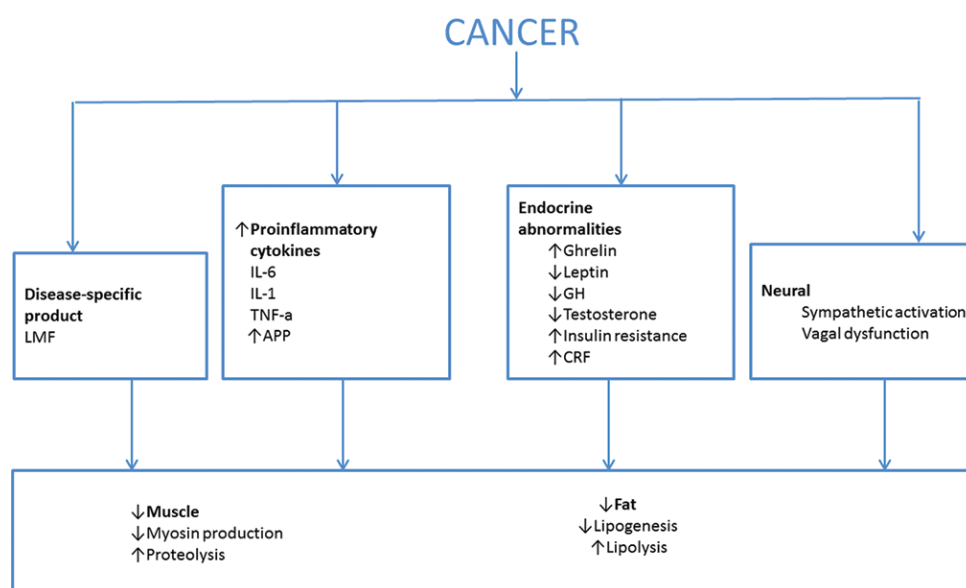 CANCER
Disease-specific
product
LMF
↑Proinflammatory
cytokines
IL-6
IL-1
TNF-a
↑APP
Endocrine
abnormalities
↑Ghrelin
↓Leptin
↓GH
↓Testosterone
↑Insulin resistance
↑CRF
Neural
Sympathetic activation
Vagal dysfunction
↓Muscle
↓Myosin production
↑Proteolysis
↓Fat
↓Lipogenesis
↑Lipolysis